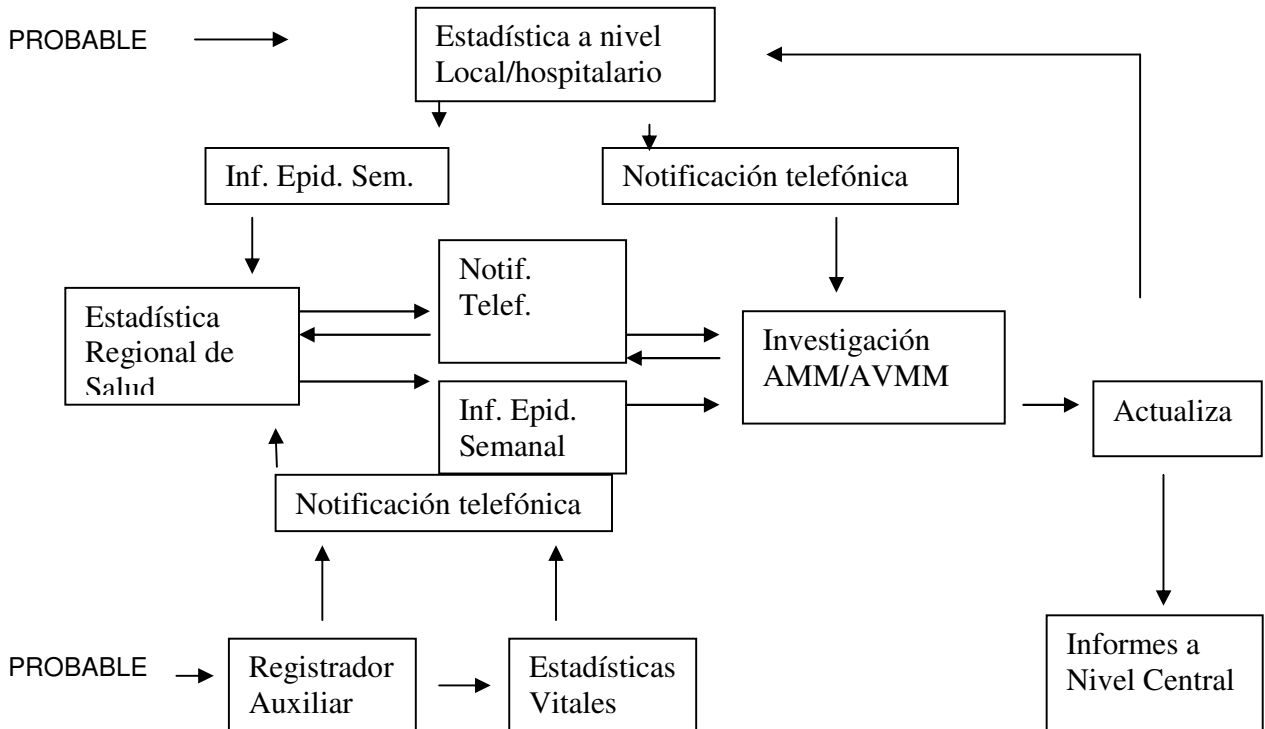 PROBABLE
Estadística a nivel
Local/hospitalario
Inf. Epid. Sem.
Notificación telefónica
Notif.
Telef.
Estadística
Regional de
Salud
Investigación
AMM/AVMM
Inf. Epid.
Semanal
Actualiza
Notificación telefónica
PROBABLE
Registrador
Auxiliar
Estadísticas
Vitales
Informes a
Nivel Central